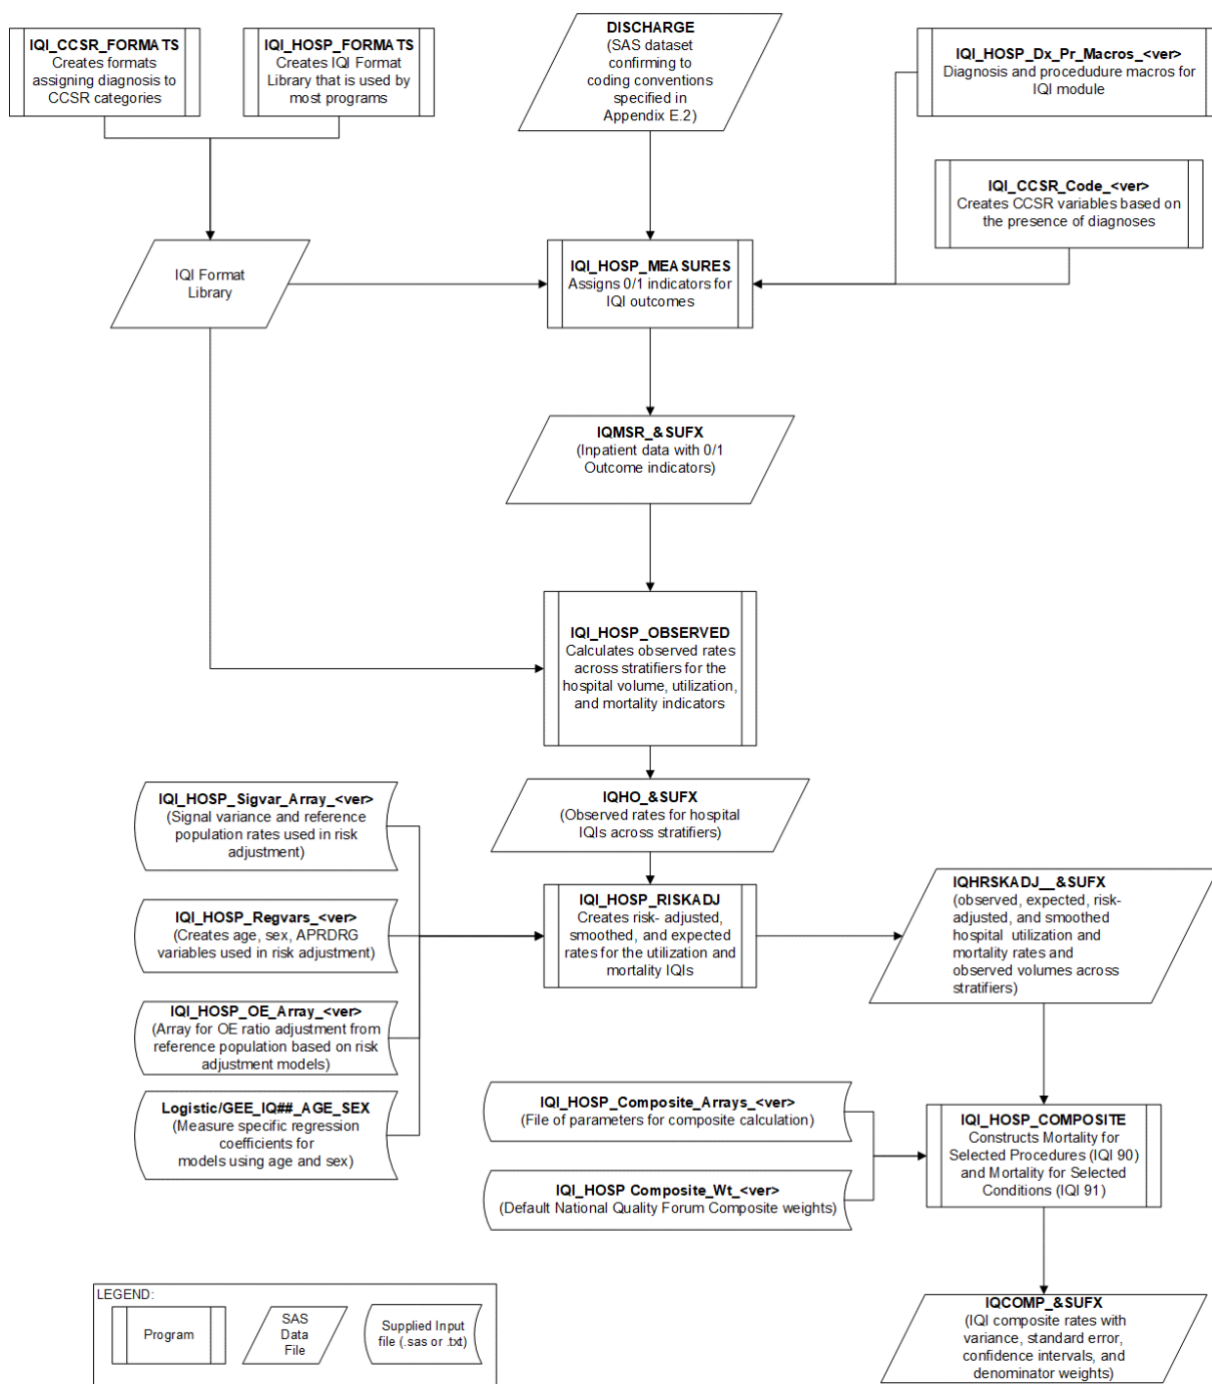 IQI_CCSR_FORMATS
Creates formats
assigning diagnosis to
CCSR categories
IQI_HOSP_FORMATS
Creates IQI Format
Library that is used by
most programs
DISCHARGE
(SAS dataset
confirming to
coding conventions
specified in
Appendix E.2)
IQI_HOSP_Dx_Pr_Macros_<ver>
Diagnosis and procedudure macros for
IQI module
IQI_CCSR_Code_<ver>
Creates CCSR variables based on
the presence of diagnoses
IQI Format
Library
IQI_HOSP_MEASURES
Assigns 0/1 indicators for
IQI outcomes
IQMSR_&SUFX
(Inpatient data with 0/1
Outcome indicators)
IQI_HOSP_OBSERVED
Calculates observed rates
across stratifiers for the
hospital volume, utilization,
and mortality indicators
IQHO_&SUFX
(Observed rates for hospital
IQIs across stratifiers)
IQI_HOSP_Sigvar_Array_<ver>
(Signal variance and reference
population rates used in risk
adjustment)
IQI_HOSP_Regvars_<ver>
(Creates age, sex, APRDRG
variables used in risk adjustment)
IQI_HOSP_OE_Array_<ver>
(Array for OE ratio adjustment from
reference population based on risk
adjustment models)
Logistic/GEE_IQ##_AGE_SEX
(Measure specific regression
coefficients for
models using age and sex)
IQI_HOSP_RISKADJ
Creates risk- adjusted,
smoothed, and expected
rates for the utilization and
mortality IQIs
IQHRSKADJ__&SUFX
(observed, expected, risk-
adjusted, and smoothed
hospital utilization and
mortality rates and
observed volumes across
stratifiers)
IQI_HOSP_Composite_Arrays_<ver>
(File of parameters for composite calculation)
IQI_HOSP Composite_Wt_<ver>
(Default National Quality Forum Composite weights)
IQI_HOSP_COMPOSITE
Constructs Mortality for
Selected Procedures (IQI 90)
and Mortality for Selected
Conditions (IQI 91)
IQCOMP_&SUFX
(IQI composite rates with
variance, standard error,
confidence intervals, and
denominator weights)
LEGEND:
Program
SAS
Data
File
Supplied Input
file (.sas or .txt)